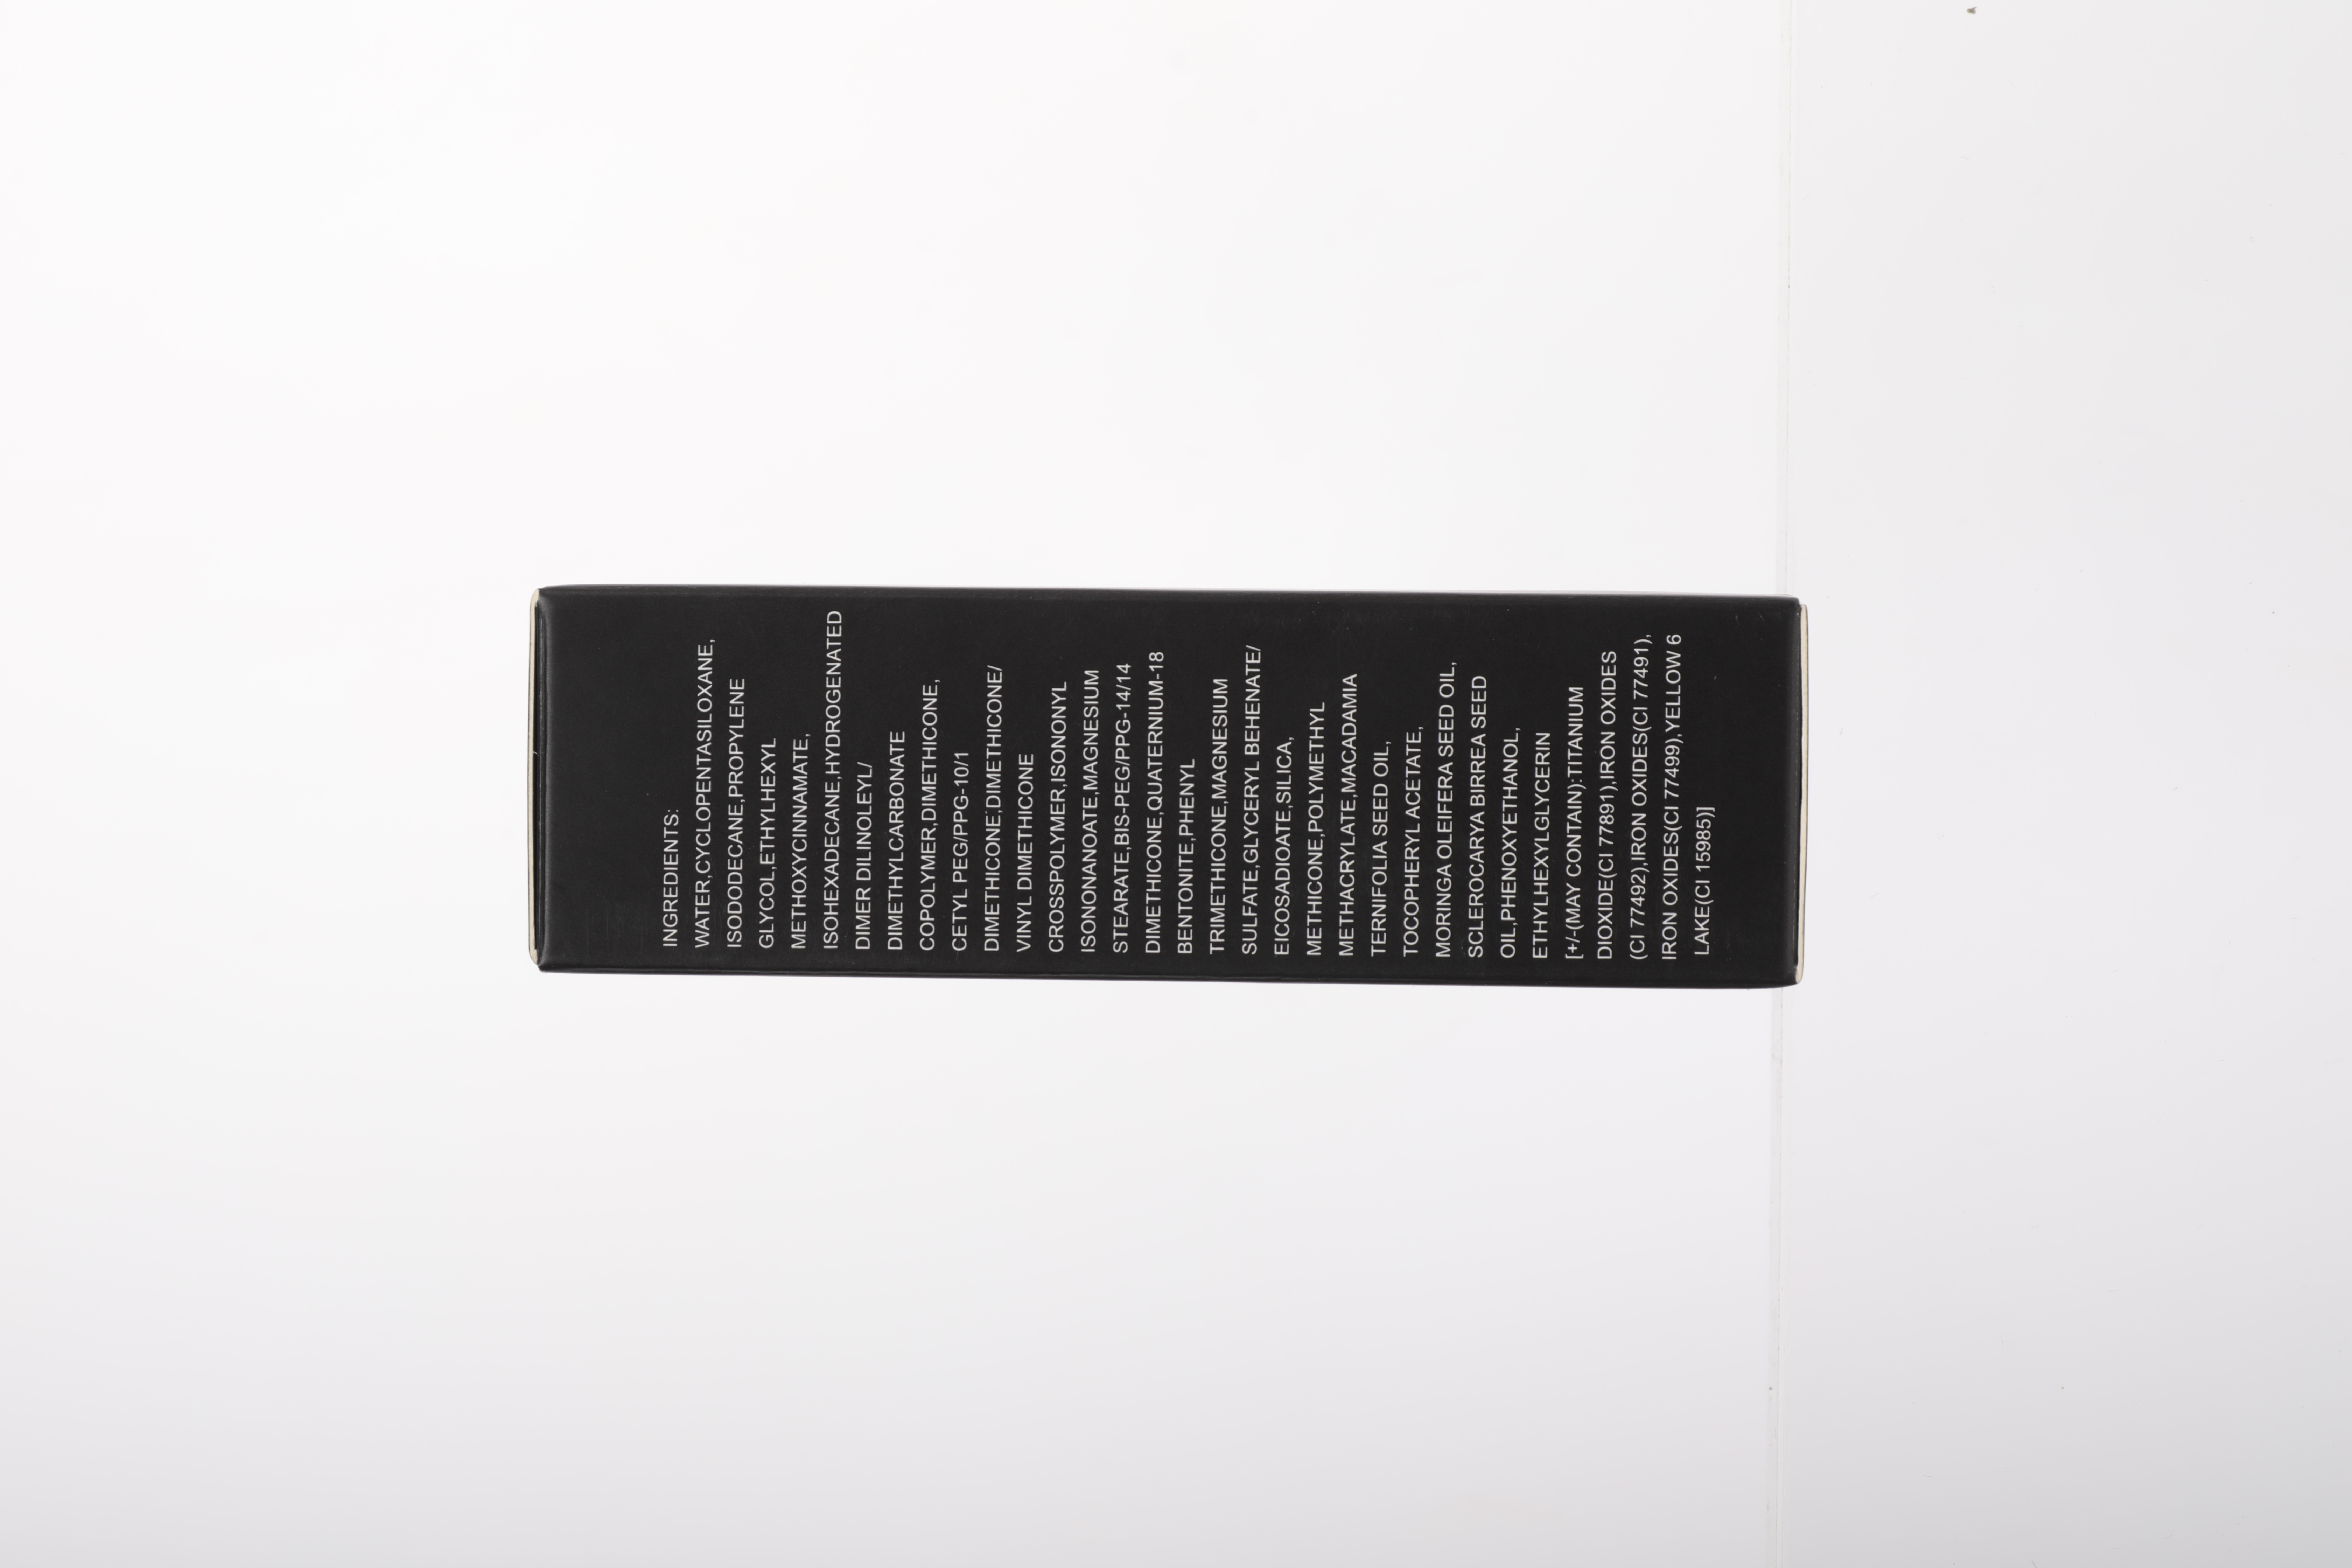 INGREDIENTS:
WATER,CYCLOPENTASILOXANE,
ISODODECANE,PROPYLENE
GLYCOL,ETHYLHEXYL
METHOXYCINNAMATE,
ISOHEXADECANE,HYDROGENATED
DIMER DILINOLEYL/
DIMETHYLCARBONATE
COPOLYMER,DIMETHICONE,
CETYL PEG/PPG-10/1
DIMETHICONE,DIMETHICONE/
VINYL DIMETHICONE
CROSSPOLYMER,ISONONYL
ISONONANOATE,MAGNESIUM
STEARATE,BIS-PEG/PPG-14/14
DIMETHICONE,QUATERNIUM-18
BENTONITE,PHENYL
TRIMETHICONE,MAGNESIUM
SULFATE,GLYCERYL BEHENATE/
EICOSADIOATE,SILICA,
METHICONE,POLYMETHYL
METHACRYLATE,MACADAMIA
TERNIFOLIA SEED OIL,
TOCOPHERYL ACETATE,
MORINGA OLEIFERA SEED OIL,
SCLEROCARYA BIRREA SEED
OIL,PHENOXYETHANOL,
ETHYLHEXYLGLYCERIN
[+/-(MAY CONTAIN):TITANIUM
DIOXIDE(CI 77891),IRON OXIDES
(CI 77492),IRON OXIDES(CI 77491),
IRON OXIDES(CI 77499),YELLOW 6
LAKE(CI 15985)]